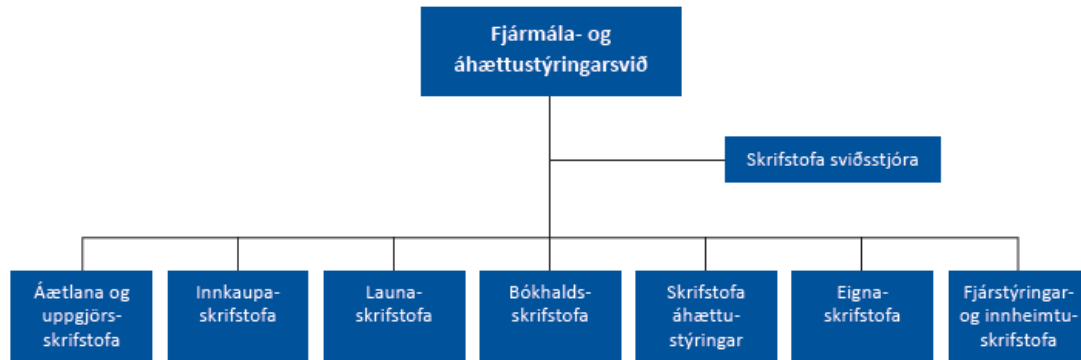 Fjármála- og
áhættustýringarsvið
Skrifstofa sviðsstjóra
Áætlana og
uppgjörs-
skrifstofa
Innkaupa-
skrifstofa
Launa-
skrifstofa
Bókhalds-
skrifstofa
Skrifstofa
áhættu-
stýringar
Eigna-
skrifstofa
Fjárstýringar-
og innheimtu-
skrifstofa